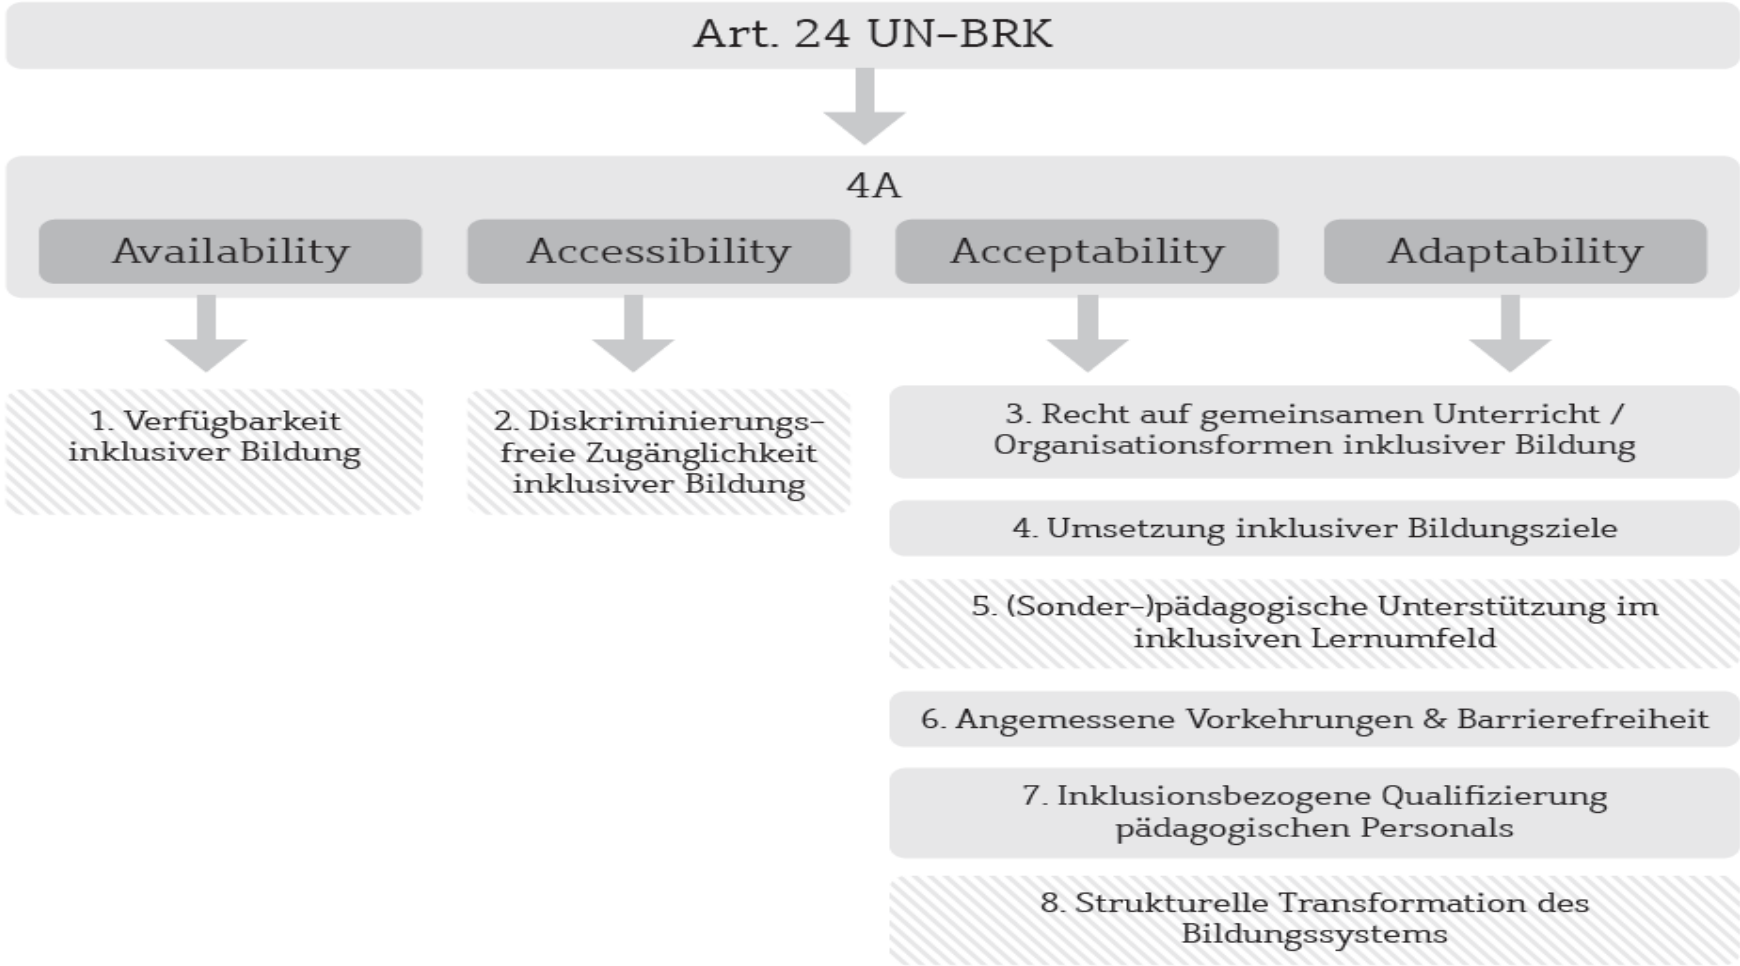 Art. 24 UN-BRK
4A
Availability
Accessibility
Acceptability
Adaptability
1. Verfügbarkeit
inklusiver Bildung
2. Diskriminierungs-
freie Zugänglichkeit
inklusiver Bildung
3. Recht auf gemeinsamen Unterricht /
Organisationsformen inklusiver Bildung
4. Umsetzung inklusiver Bildungsziele
5. (Sonder-)pädagogische Unterstützung im
inklusiven Lernumfeld
6. Angemessene Vorkehrungen & Barrierefreiheit
7. Inklusionsbezogene Qualifizierung
pädagogischen Personals
8. Strukturelle Transformation des
Bildungssystems